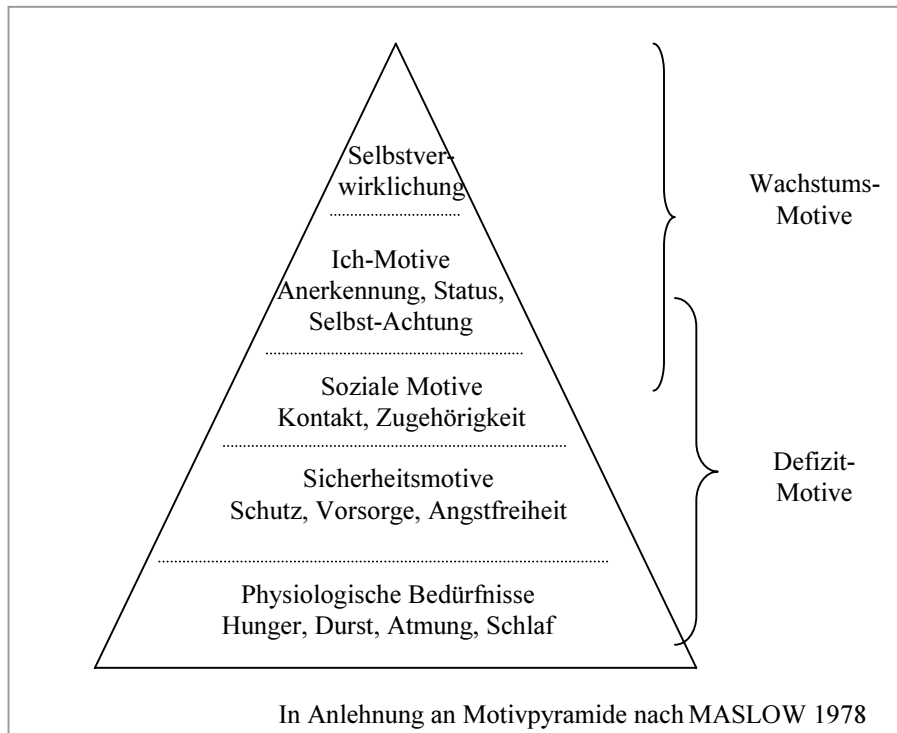 Selbstver-
wirklichung
Wachstums-
Motive
Ich-Motive
Anerkennung, Status,
Selbst-Achtung
Soziale Motive
Kontakt, Zugehörigkeit
Sicherheitsmotive
Schutz, Vorsorge, Angstfreiheit
Defizit-
Motive
Physiologische Bedürfnisse
Hunger, Durst, Atmung, Schlaf
In Anlehnung an Motivpyramide nach MASLOW 1978